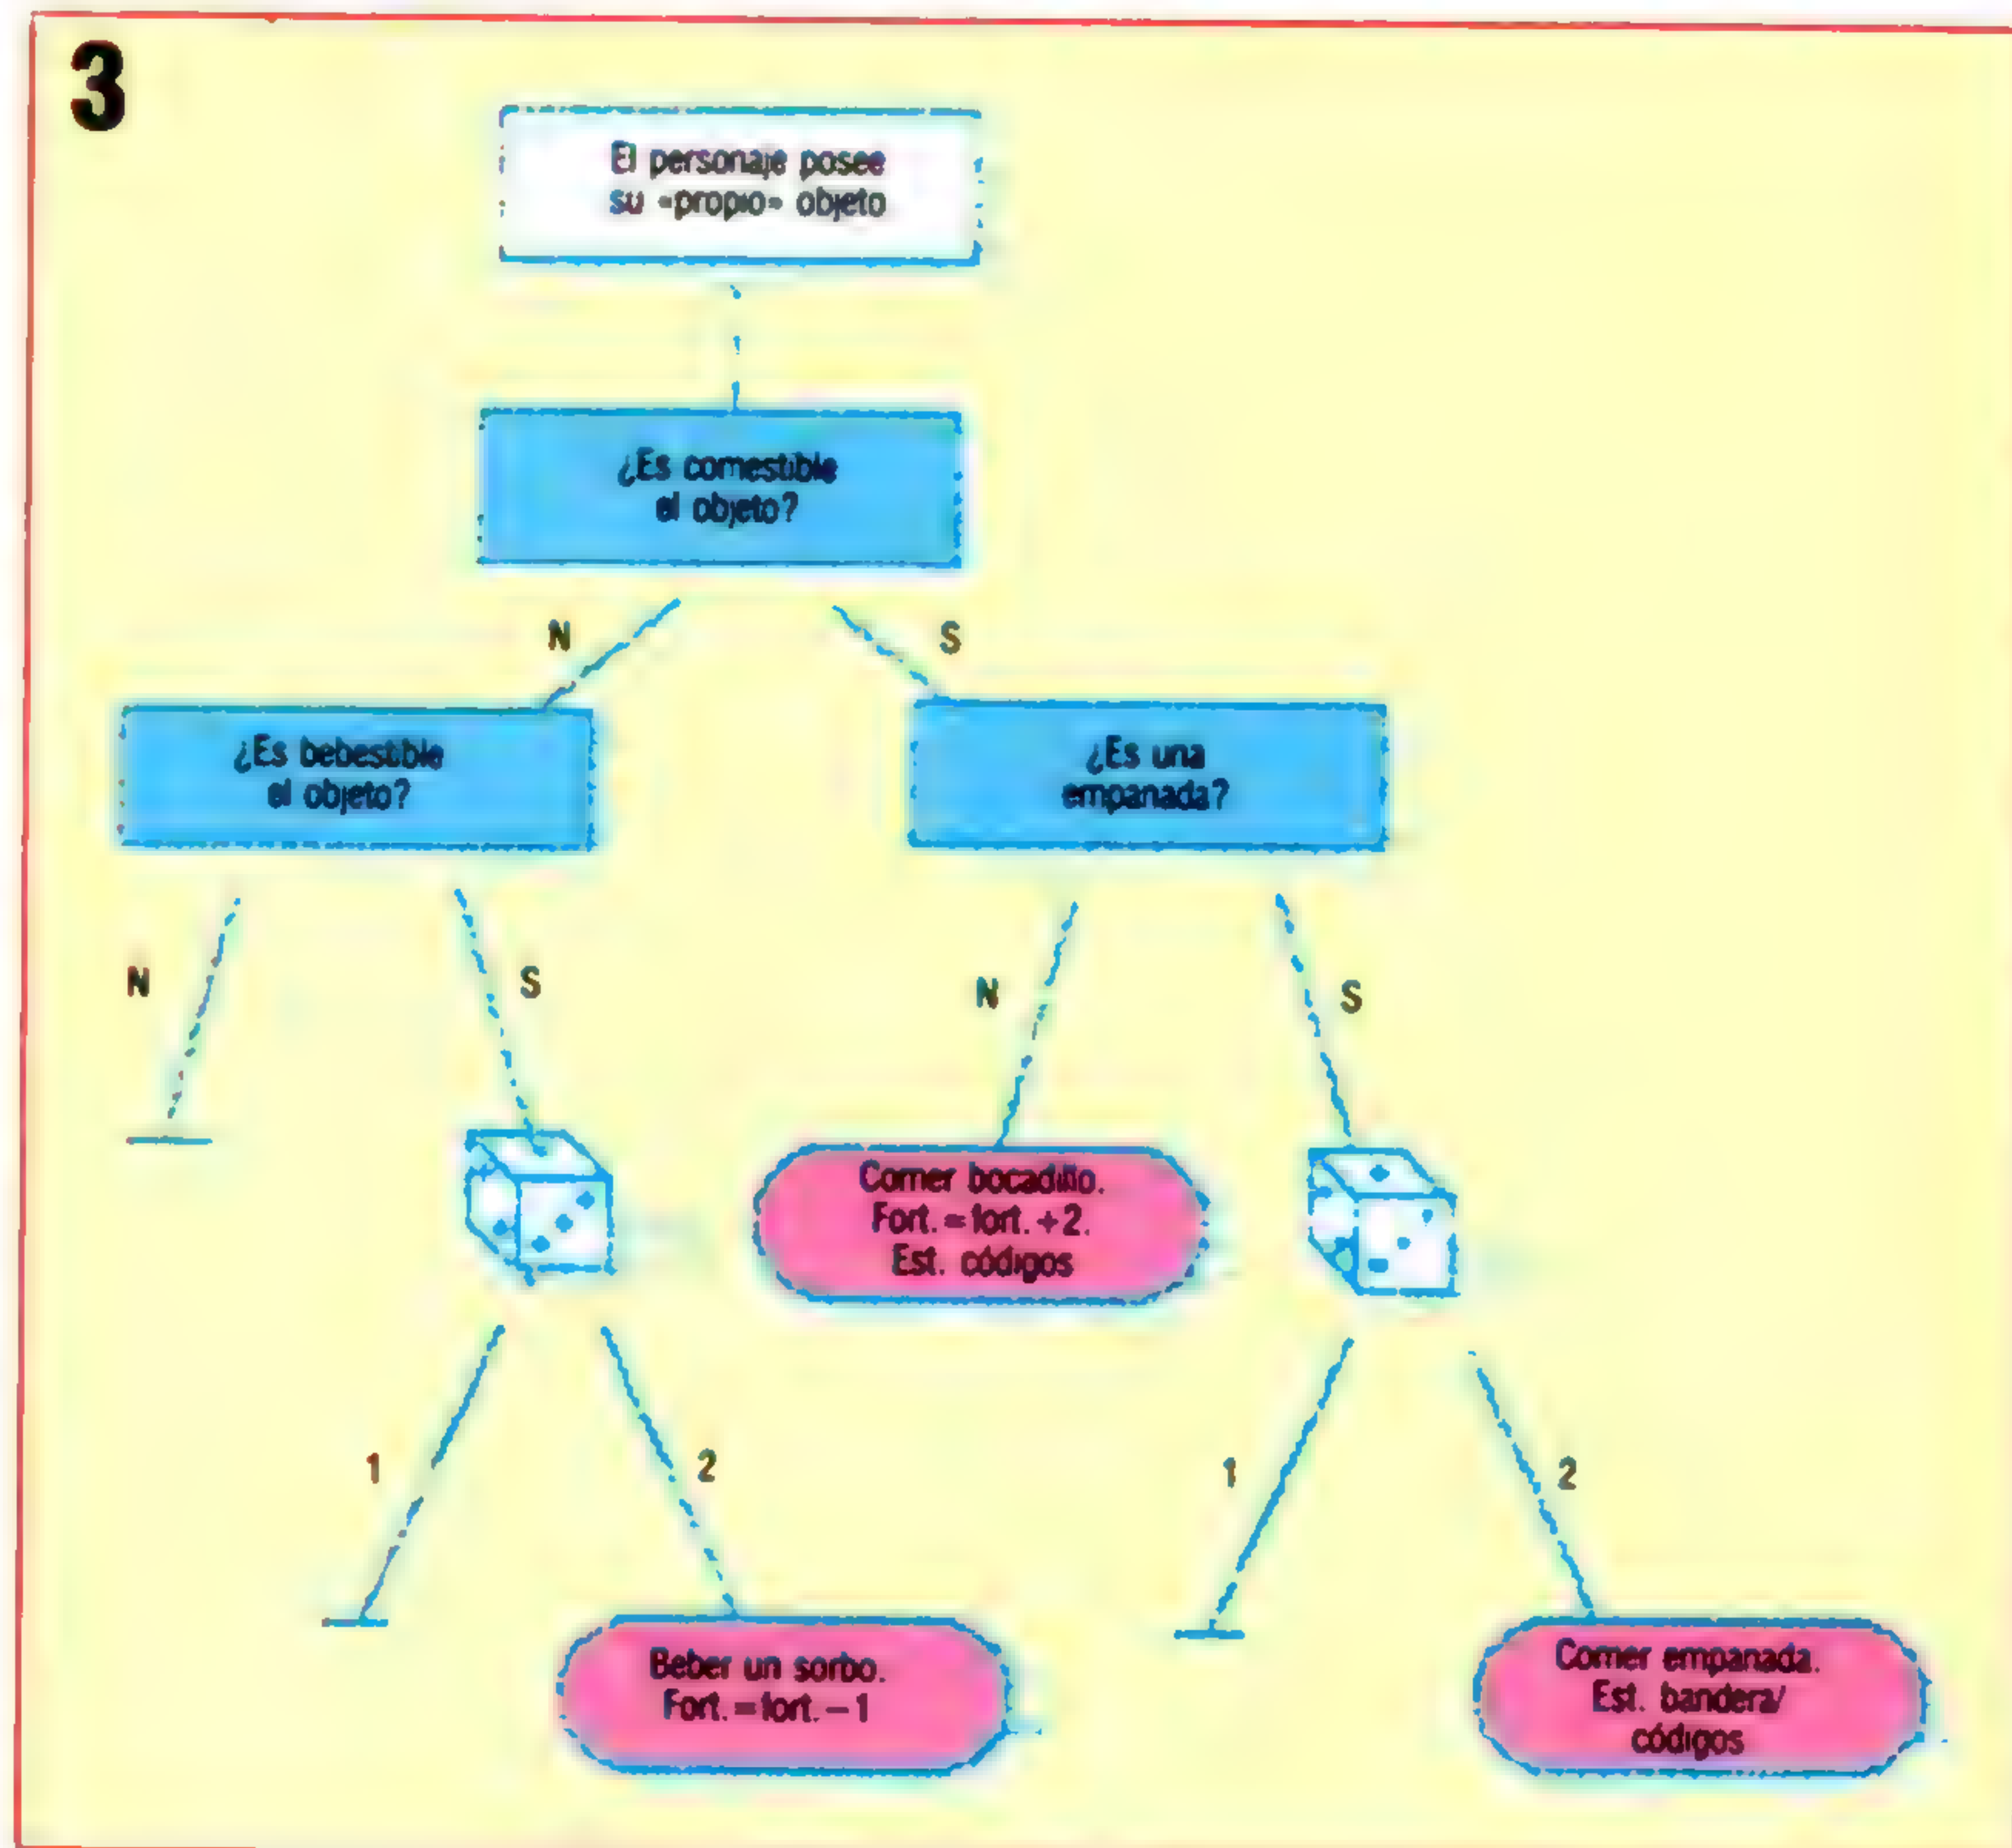 3
El personaje posee
su «propio» objeto
¿Es comestible
el objeto?
N
S
¿Es bebestible
el objeto?
¿Es una
empanada?
N
S
N
S
Comer bocadillo.
Fort. = fort. + 2.
Est. códigos
1
2
1
2
Beber un sorbo.
Fort. = fort. – 1
Comer empanada.
Est. bandera/
códigos